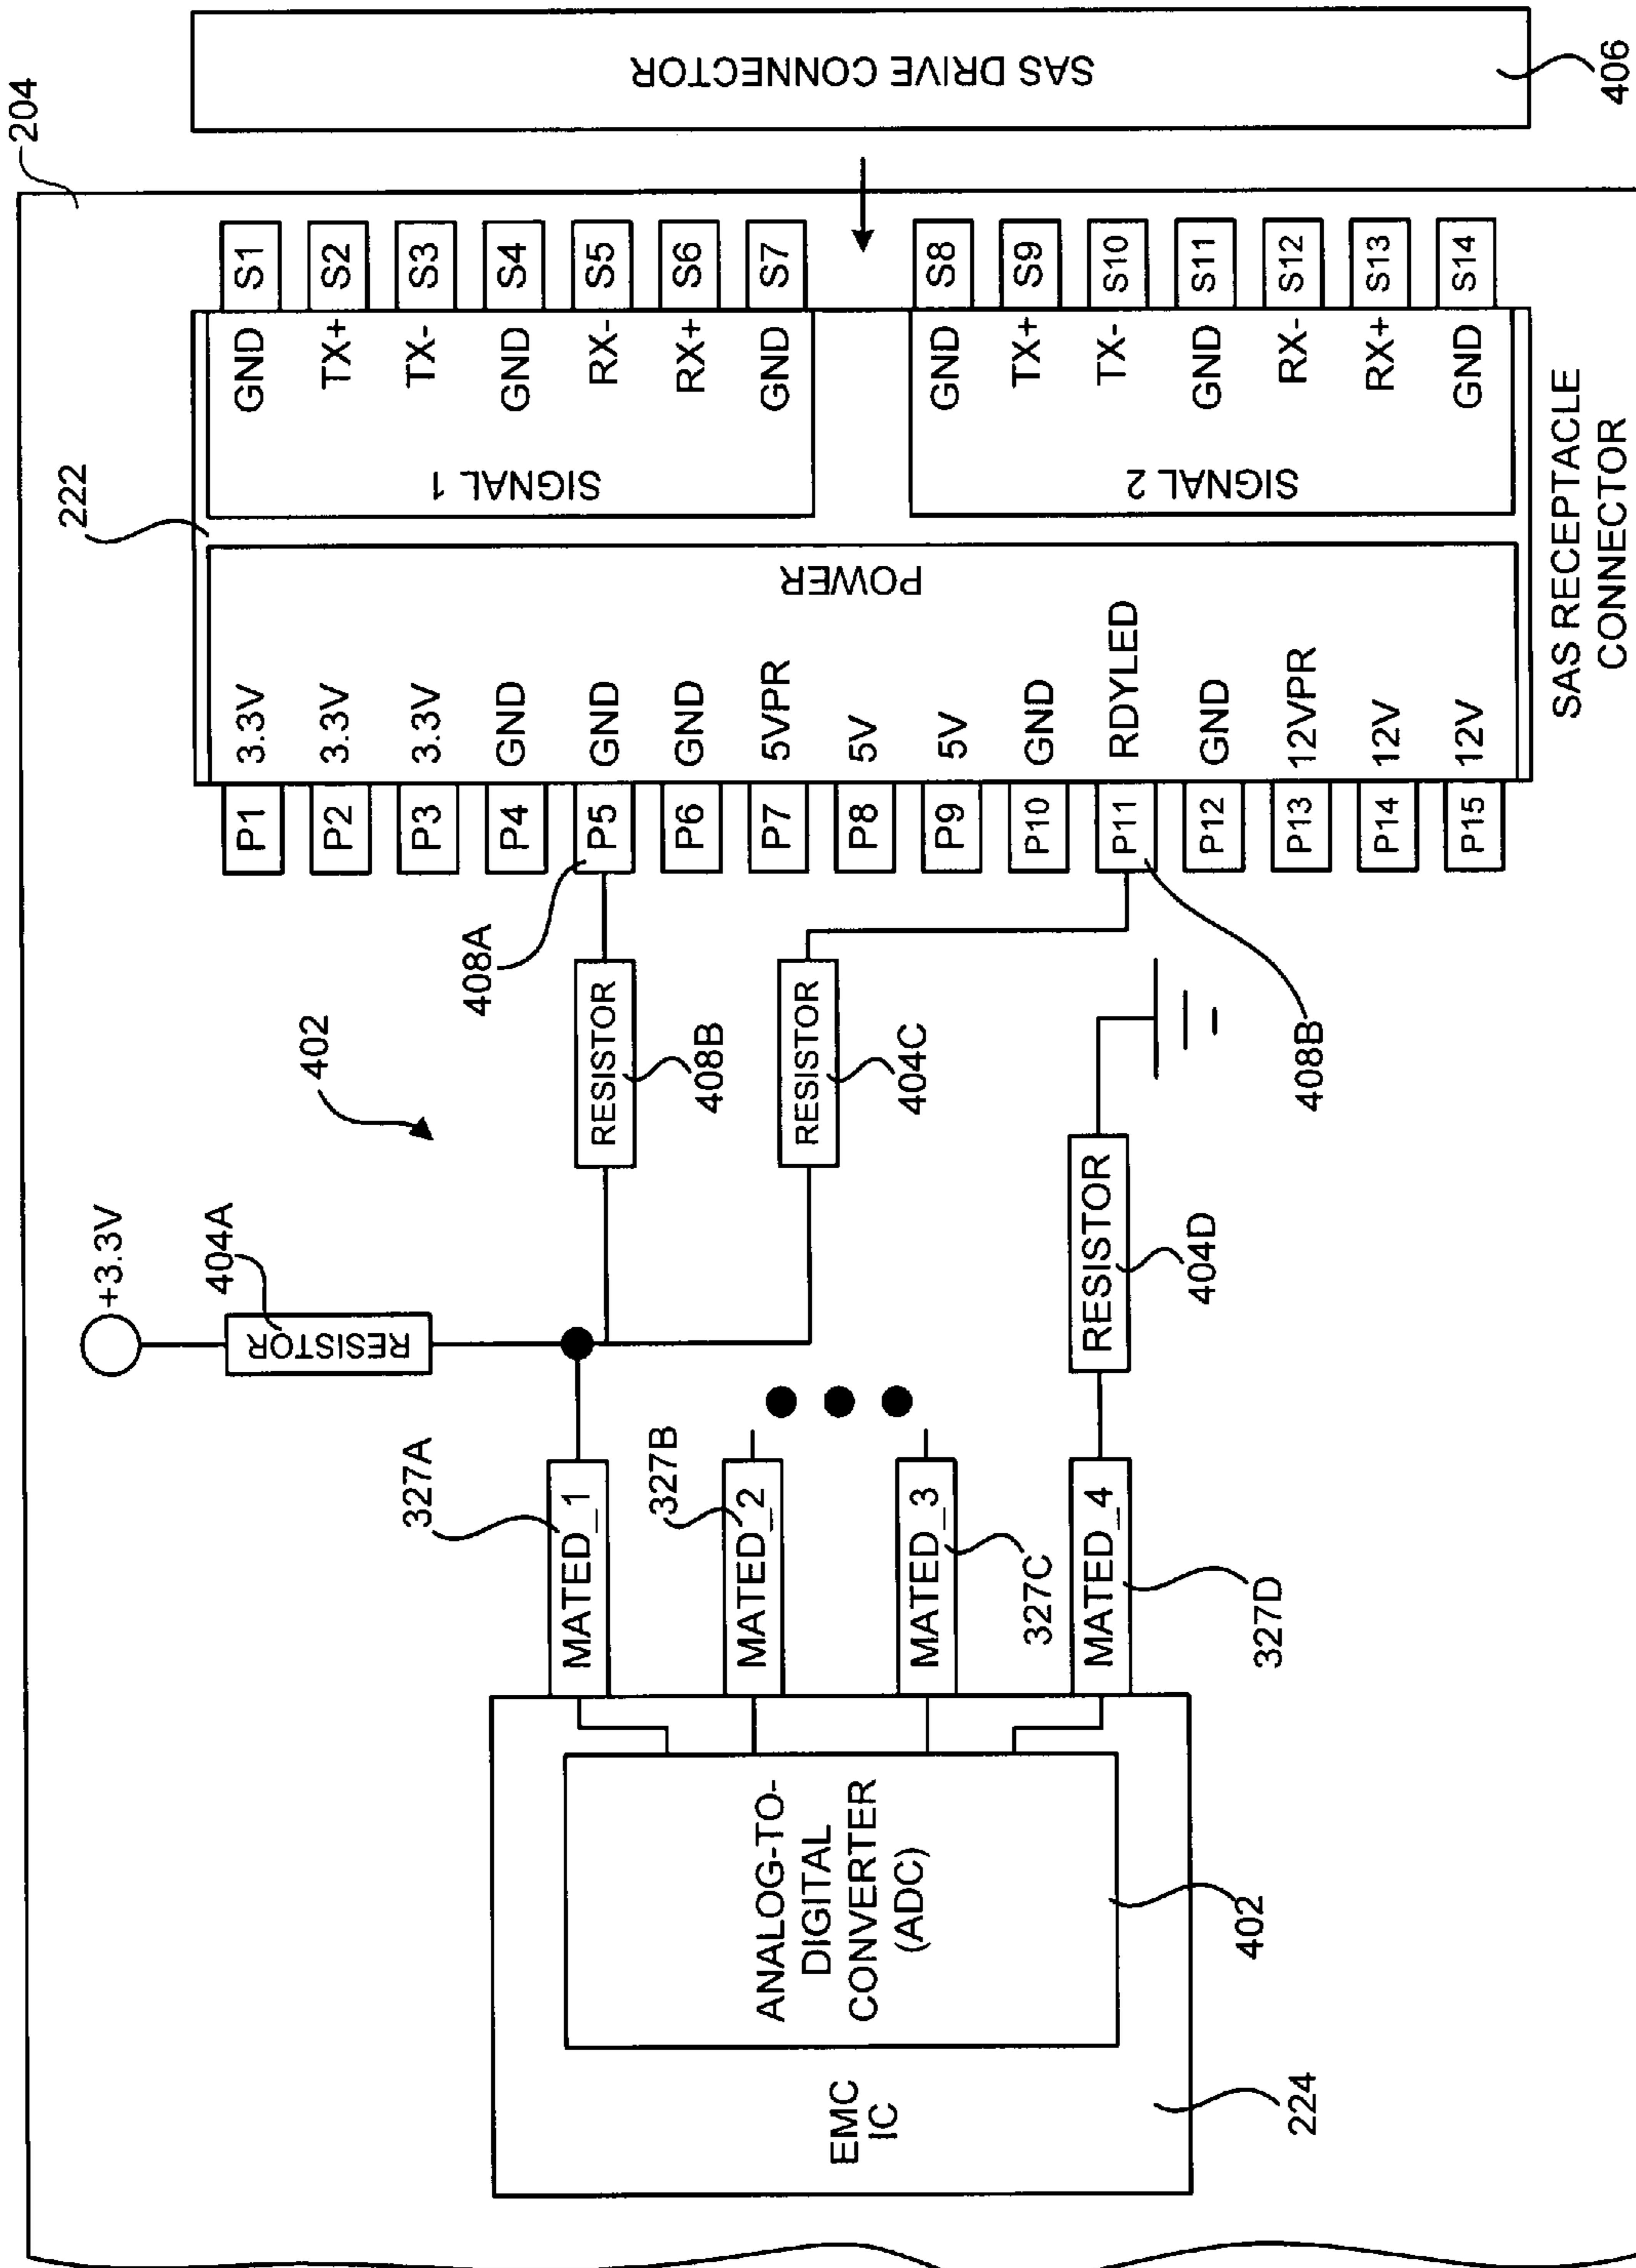 204
SAS DRIVE CONNECTOR
406
222
S1
S2
S3
S4
S5
S6
S7
S8
S9
S10
S11
S12
S13
S14
GND
TX+
TX-
GND
RX-
RX+
GND
SIGNAL 1
GND
TX+
TX-
GND
RX-
RX+
GND
SIGNAL 2
POWER
3.3V
3.3V
3.3V
GND
GND
GND
5VPR
5V
5V
GND
RDYLED
GND
12VPR
12V
12V
P1
P2
P3
P4
P5
P6
P7
P8
P9
P10
P11
P12
P13
P14
P15
SAS RECEPTACLE
CONNECTOR
408A
408B
402
RESISTOR
408B
RESISTOR
404C
+3.3V
404A
RESISTOR
RESISTOR
404D
327A
MATED_1
327B
MATED_2
MATED_3
327C
MATED_4
327D
ANALOG-TO-
DIGITAL
CONVERTER
(ADC)
402
EMC
IC
224